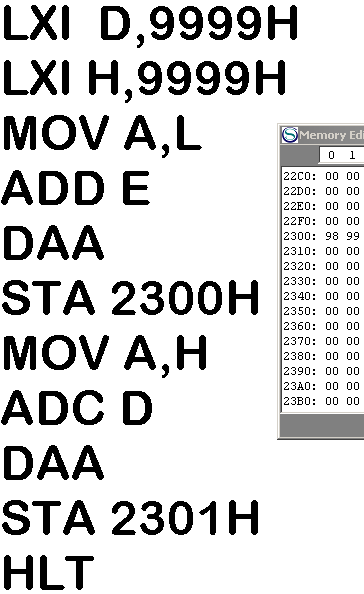 LXI D,9999H
LXI H,9999H
MOV A,L
ADD E
DAA
STA 2300H
MOV A,H
ADC D
DAA
STA 2301H
HLT
Memory Edi
0 1
22C0: 00 00
22D0: 00 00
22E0: 00 00
22F0: 00 00
2300: 98 99
2310: 00 00
2320: 00 00
2330: 00 00
2340: 00 00
2350: 00 00
2360: 00 00
2370: 00 00
2380: 00 00
2390: 00 00
23A0: 00 00
23B0: 00 00